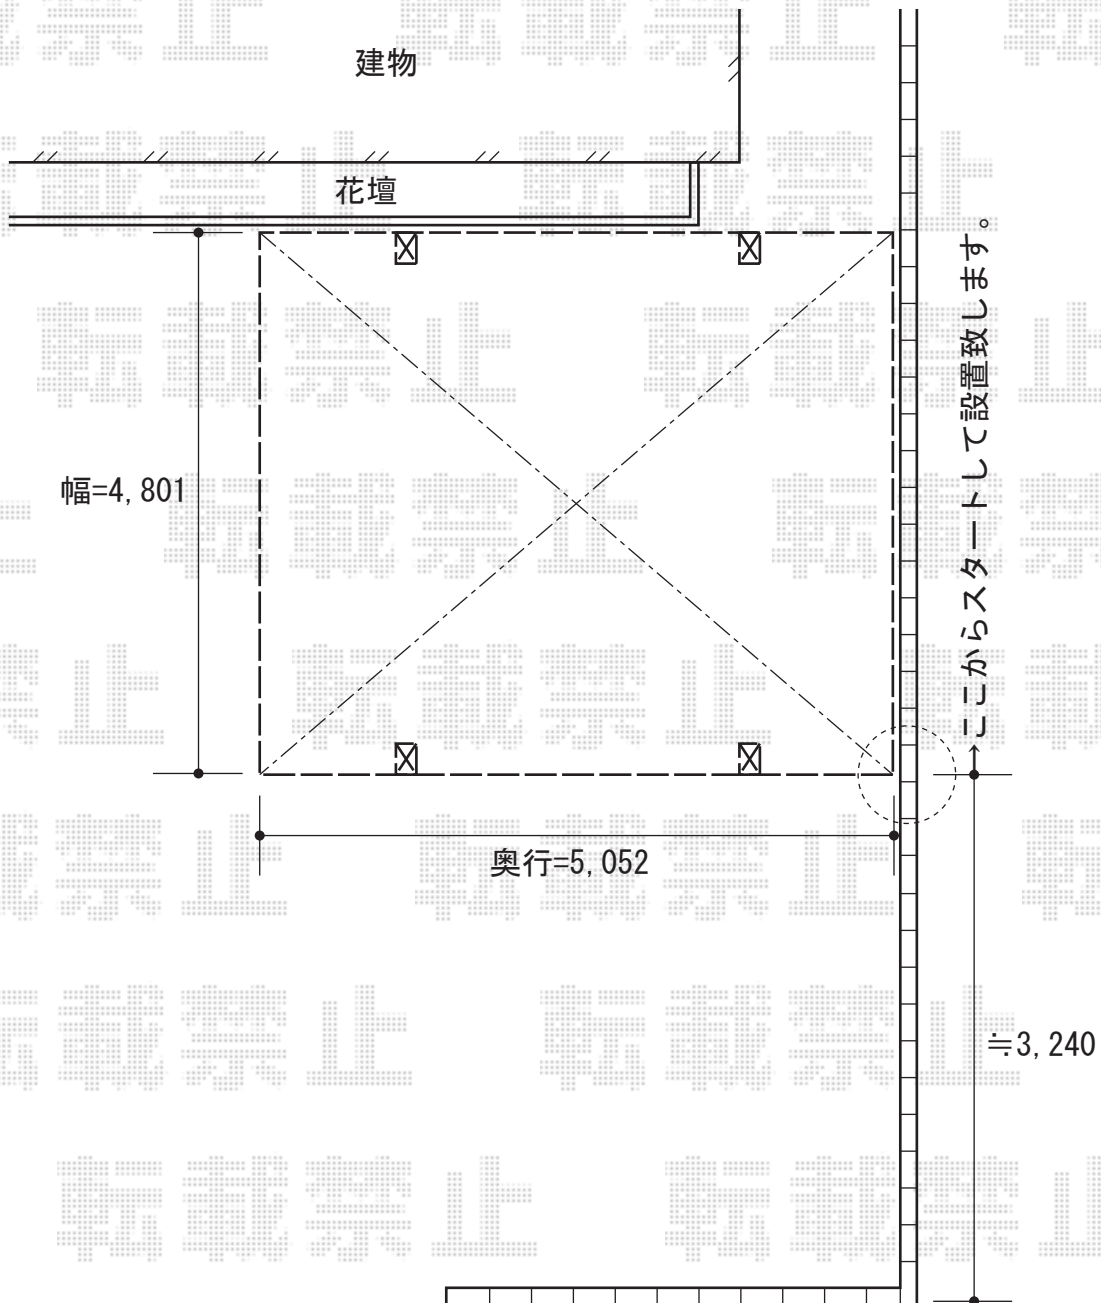 建物
花壇
ここからスタートして設置致します。
幅=4,801
奥行=5,052
≒3,240
転載禁止